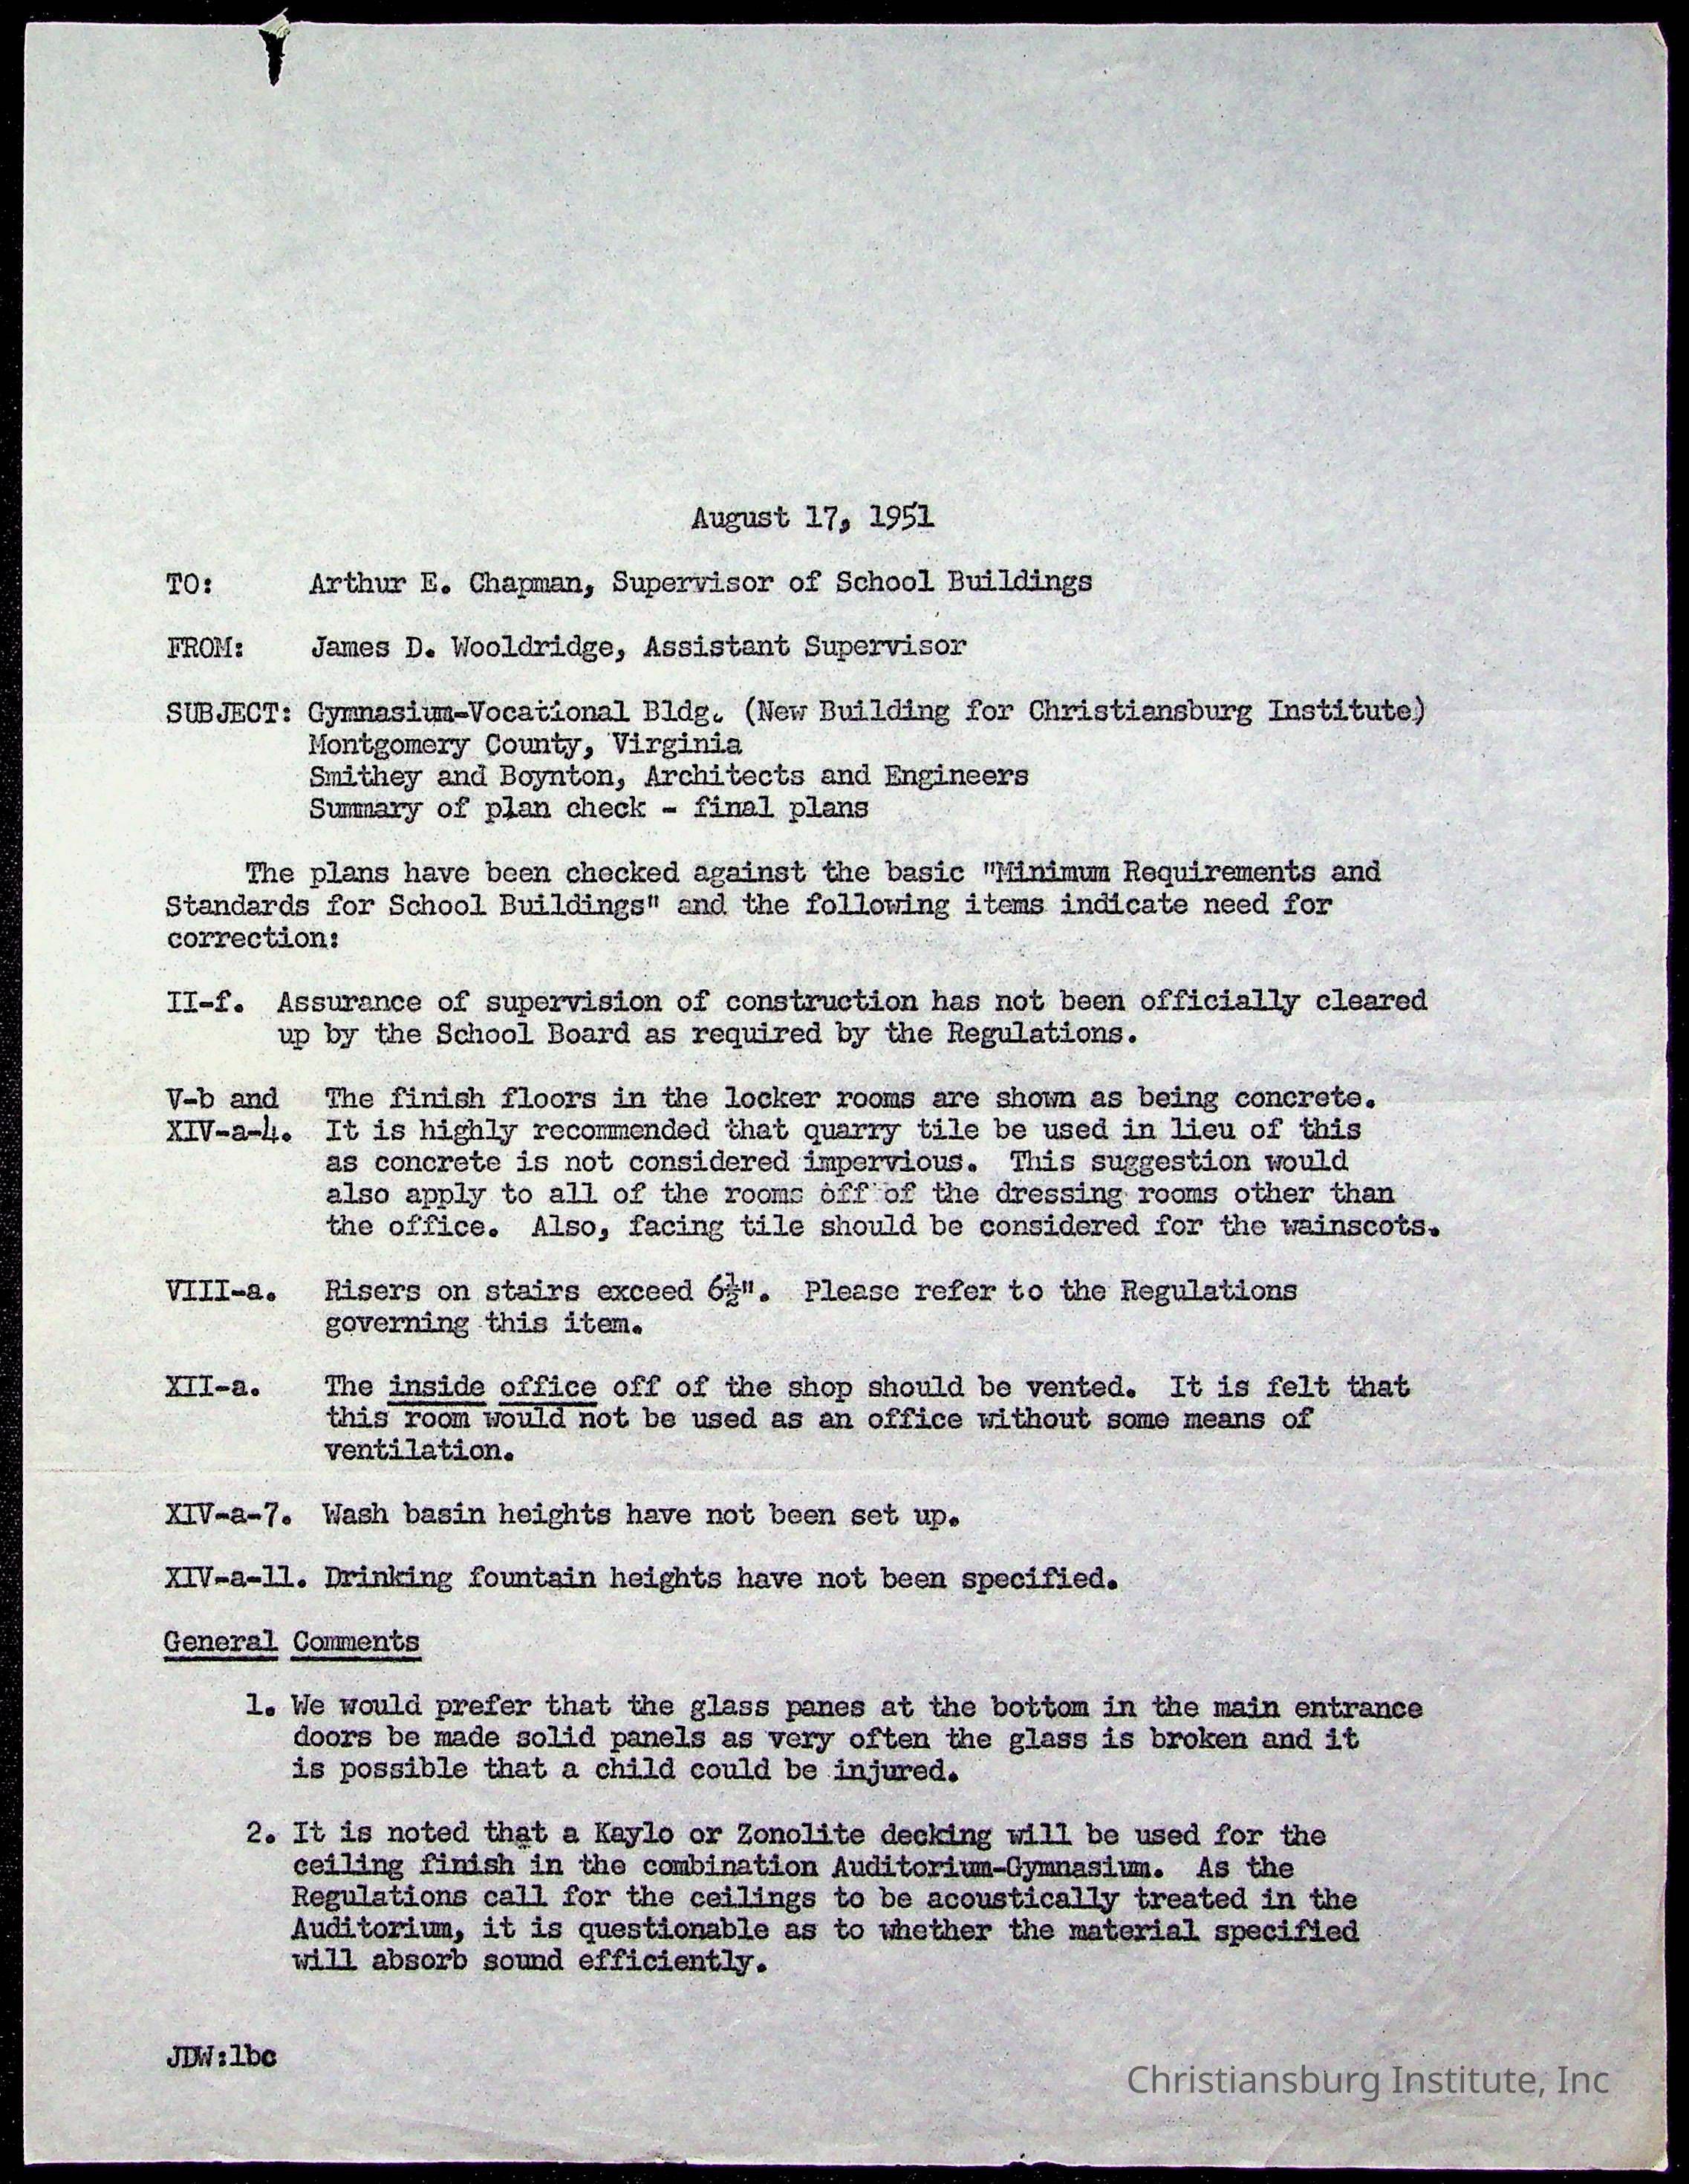 August 17, 1951
TO: Arthur E. Chapman, Supervisor of School Buildings
FROM: James D. Wooldridge, Assistant Supervisor
SUBJECT: Gymnasium-Vocational Bldg. (New Building for Christiansburg Institute)
Montgomery County, Virginia
Smithey and Boynton, Architects and Engineers
Summary of plan check - final plans
The plans have been checked against the basic "Minimum Requirements and
Standards for School Buildings" and the following items indicate need for
correction:
II-f. Assurance of supervision of construction has not been officially cleared
up by the School Board as required by the Regulations.
V-b and The finish floors in the locker rooms are shown as being concrete.
XIV-a-4. It is highly recommended that quarry tile be used in lieu of this
as concrete is not considered impervious. This suggestion would
also apply to all of the rooms off of the dressing rooms other than
the office. Also, facing tile should be considered for the wainscots.
VIII-a. Risers on stairs exceed 6½". Please refer to the Regulations
governing this item.
XII-a. The inside office off of the shop should be vented. It is felt that
this room would not be used as an office without some means of
ventilation.
XIV-a-7. Wash basin heights have not been set up.
XIV-a-11. Drinking fountain heights have not been specified.
General Comments
1. We would prefer that the glass panes at the bottom in the main entrance
doors be made solid panels as very often the glass is broken and it
is possible that a child could be injured.
2. It is noted that a Kaylo or Zonolite decking will be used for the
ceiling finish in the combination Auditorium-Gymnasium. As the
Regulations call for the ceilings to be acoustically treated in the
Auditorium, it is questionable as to whether the material specified
will absorb sound efficiently.
JDW:lbc
Christiansburg Institute, Inc